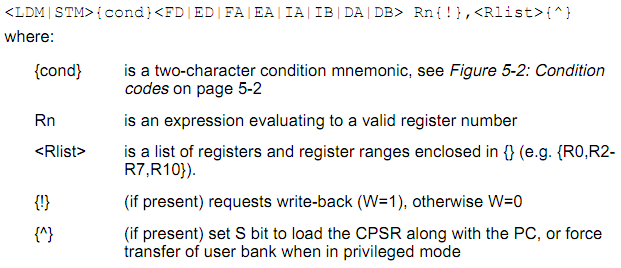 <LDM|STM>{cond}<FD|ED|FA|EA|IA|IB|DA|DB> Rn{!},<Rlist>{^}
where:
{cond} is a two-character condition mnemonic, see Figure 5-2: Condition
codes on page 5-2
Rn is an expression evaluating to a valid register number
<Rlist> is a list of registers and register ranges enclosed in {} (e.g. {R0,R2-
R7,R10}).
{!} (if present) requests write-back (W=1), otherwise W=0
{^} (if present) set S bit to load the CPSR along with the PC, or force
transfer of user bank when in privileged mode